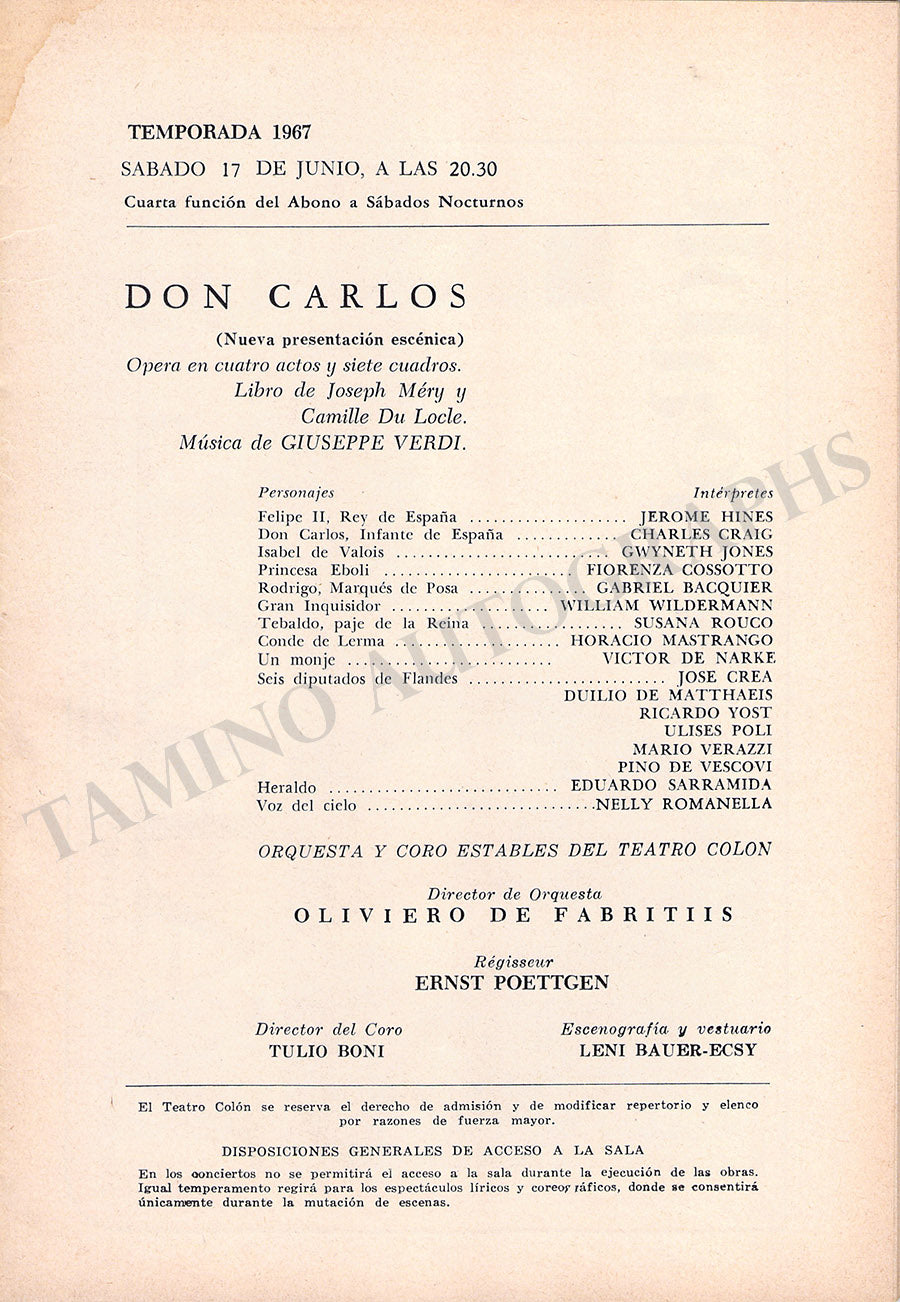 TEMPORADA 1967
SABADO 17 DE JUNIO, A LAS 20.30
Cuarta función del Abono a Sábados Nocturnos
DON CARLOS
(Nueva presentación escénica)
Opera en cuatro actos y siete cuadros.
Libro de Joseph Méry y
Camille Du Locle.
Música de GIUSEPPE VERDI.
Personajes Intérpretes
Felipe II, Rey de España .................... JEROME HINES
Don Carlos, Infante de España ............. CHARLES CRAIG
Isabel de Valois ........................... GWYNETH JONES
Princesa Eboli ........................ FIORENZA COSSOTTO
Rodrigo, Marqués de Posa ............. GABRIEL BACQUIER
Gran Inquisidor .................... WILLIAM WILDERMANN
Tebaldo, paje de la Reina .................. SUSANA ROUCO
Conde de Lerma ..................... HORACIO MASTRANGO
Un monje .......................... VICTOR DE NARKE
Seis diputados de Flandes ......................... JOSE CREA
DUILIO DE MATTHAEIS
RICARDO YOST
ULISES POLI
MARIO VERAZZI
PINO DE VESCOVI
Heraldo ............................. EDUARDO SARRAMIDA
Voz del cielo .............................NELLY ROMANELLA
ORQUESTA Y CORO ESTABLES DEL TEATRO COLON
Director de Orquesta
OLIVIERO DE FABRITIIS
Régisseur
ERNST POETTGEN
Director del Coro Escenografía y vestuario
TULIO BONI LENI BAUER-ECSY
El Teatro Colón se reserva el derecho de admisión y de modificar repertorio y elenco
por razones de fuerza mayor.
DISPOSICIONES GENERALES DE ACCESO A LA SALA
En los conciertos no se permitirá el acceso a la sala durante la ejecución de las obras.
Igual temperamento regirá para los espectáculos líricos y coreográficos, donde se consentirá
únicamente durante la mutación de escenas.
TAMINO AUTOGRAPHS